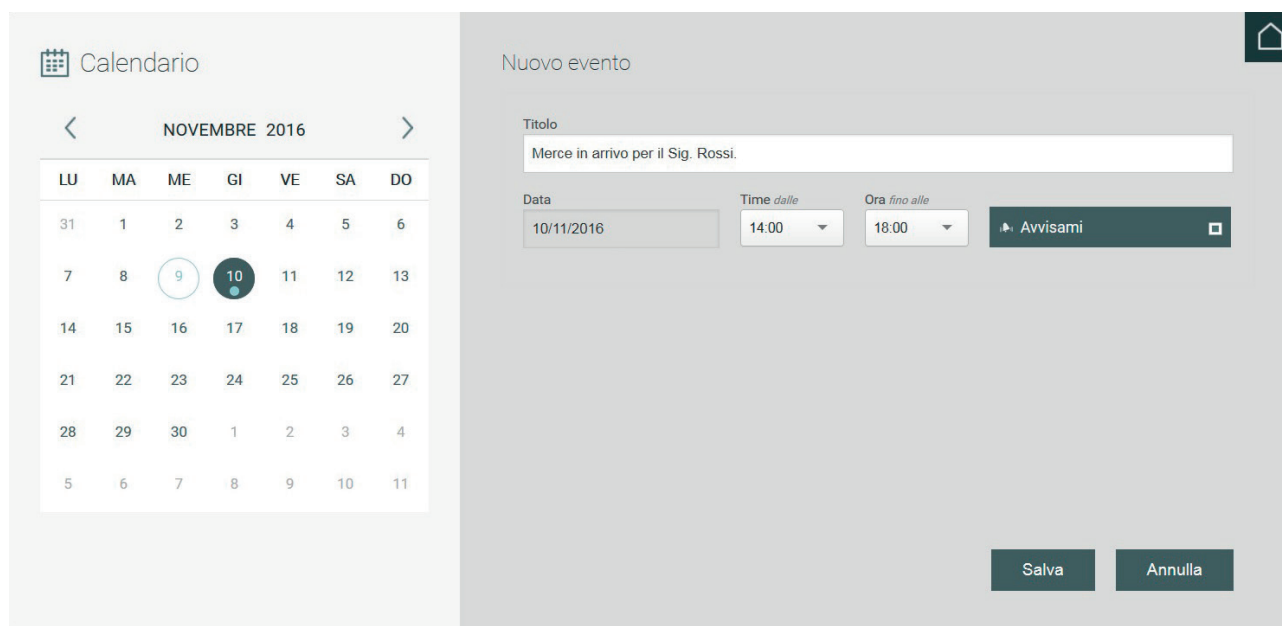 Calendario
NOVEMBRE 2016
LU MA ME GI VE SA DO
31 1 2 3 4 5 6
7 8 9 10 11 12 13
14 15 16 17 18 19 20
21 22 23 24 25 26 27
28 29 30 1 2 3 4
5 6 7 8 9 10 11
Nuovo evento
Titolo
Merce in arrivo per il Sig. Rossi.
Data Time dalle Ora fino alle
10/11/2016 14:00 18:00 Avvisami
Salva Annulla